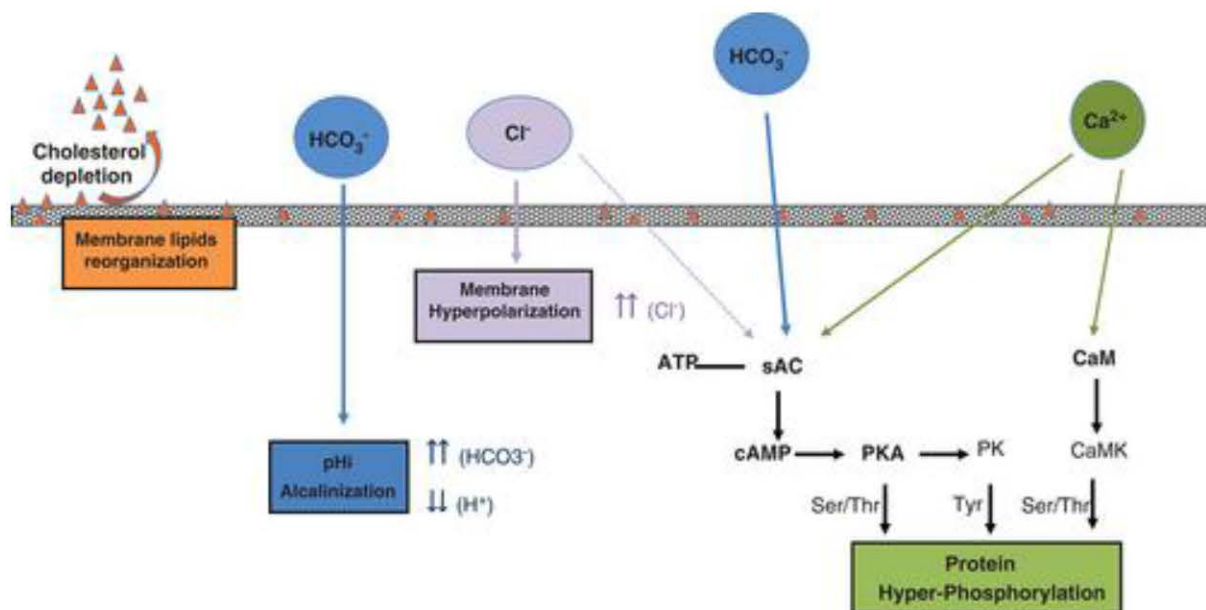 HCO₃⁻
HCO₃⁻
Cl⁻
Ca²⁺
Cholesterol
depletion
Membrane lipids
reorganization
Membrane
Hyperpolarization
↑↑ (Cl⁻)
ATP
sAC
CaM
pHi
Alcalinization
↑↑ (HCO3⁻)
↓↓ (H⁺)
cAMP
PKA
PK
CaMK
Ser/Thr
Tyr
Ser/Thr
Protein
Hyper-Phosphorylation